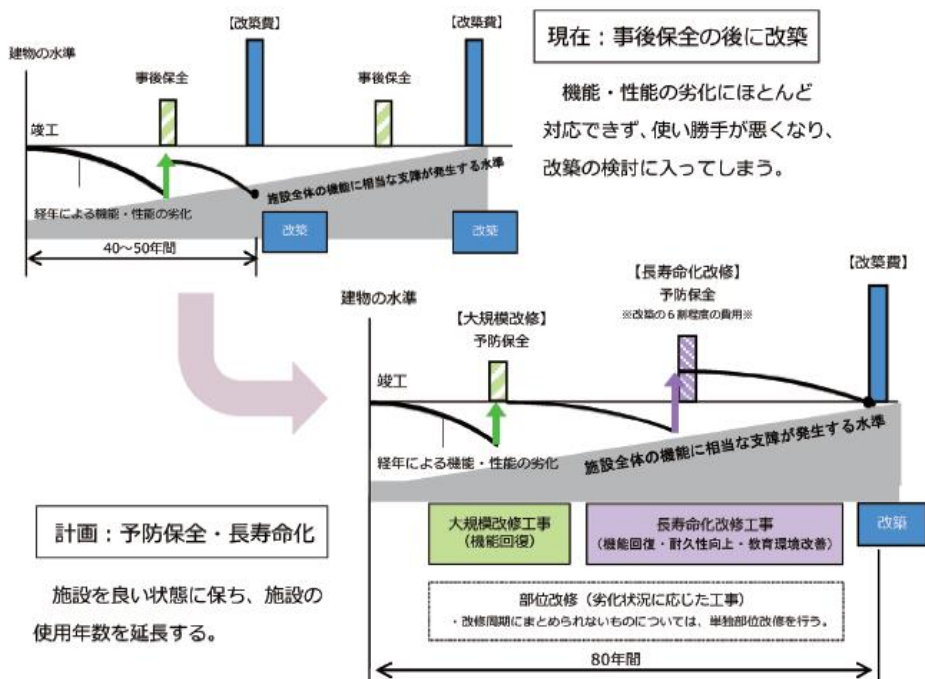 【改築費】
【改築費】
建物の水準
事後保全
事後保全
竣工
施設全体の機能に相当な支障が発生する水準
経年による機能・性能の劣化
改築
改築
40～50年間
現在：事後保全の後に改築
機能・性能の劣化にほとんど
対応できず、使い勝手が悪くなり、
改築の検討に入ってしまう。
【改築費】
【長寿命化改修】
予防保全
※改築の６割程度の費用※
建物の水準
【大規模改修】
予防保全
竣工
施設全体の機能に相当な支障が発生する水準
経年による機能・性能の劣化
計画：予防保全・長寿命化
施設を良い状態に保ち、施設の
使用年数を延長する。
大規模改修工事
（機能回復）
長寿命化改修工事
（機能回復・耐久性向上・教育環境改善）
改築
部位改修（劣化状況に応じた工事）
・改修周期にまとめられないものについては、単独部位改修を行う。
80年間